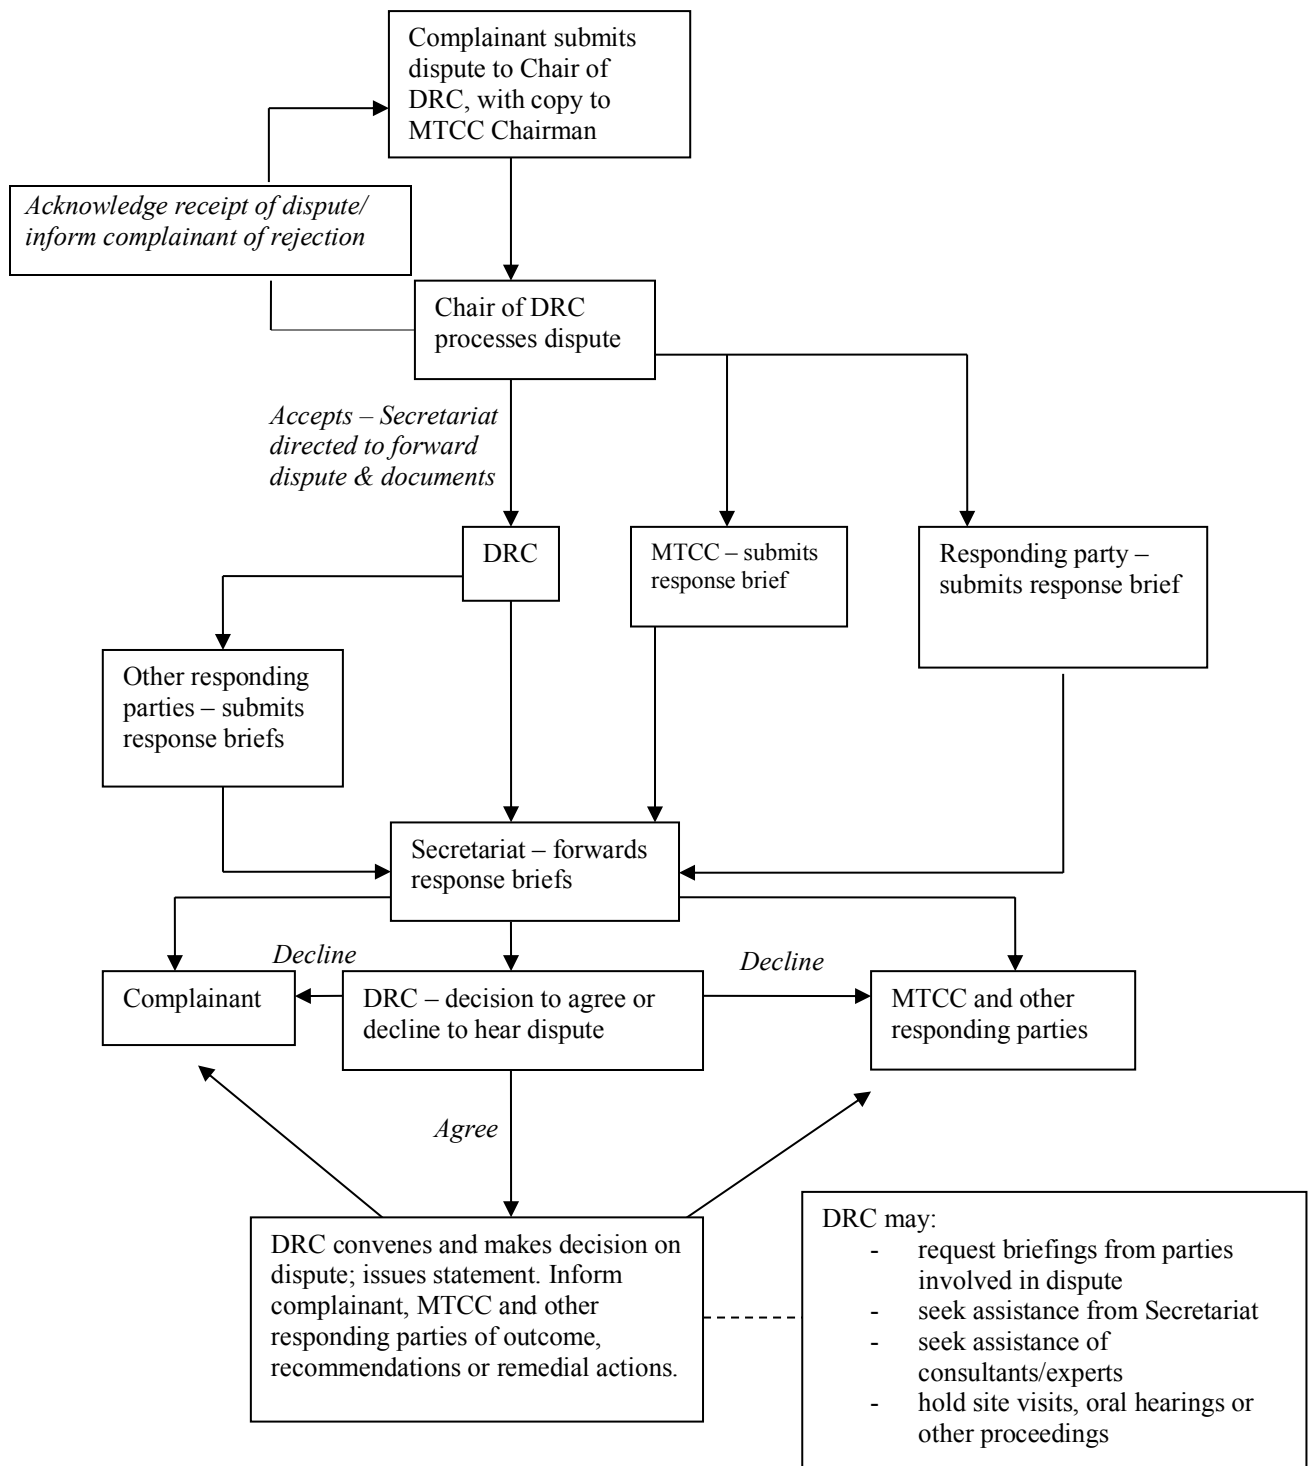 Complainant submits
dispute to Chair of
DRC, with copy to
MTCC Chairman
Acknowledge receipt of dispute/
inform complainant of rejection
Chair of DRC
processes dispute
Accepts – Secretariat
directed to forward
dispute & documents
DRC
MTCC – submits
response brief
Responding party –
submits response brief
Other responding
parties – submits
response briefs
Secretariat – forwards
response briefs
Decline
Decline
Complainant
DRC – decision to agree or
decline to hear dispute
MTCC and other
responding parties
Agree
DRC convenes and makes decision on
dispute; issues statement. Inform
complainant, MTCC and other
responding parties of outcome,
recommendations or remedial actions.
DRC may:
- request briefings from parties
involved in dispute
- seek assistance from Secretariat
- seek assistance of
consultants/experts
- hold site visits, oral hearings or
other proceedings